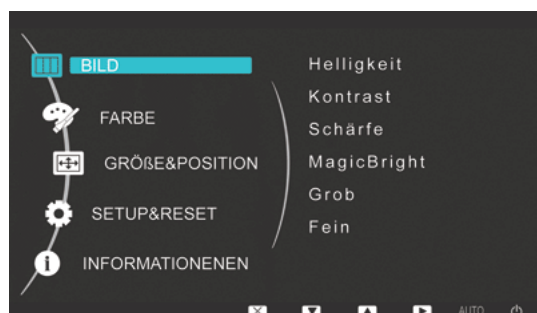 BILD
FARBE
GRÖßE&POSITION
SETUP&RESET
INFORMATIONENEN
Helligkeit
Kontrast
Schärfe
MagicBright
Grob
Fein
AUTO